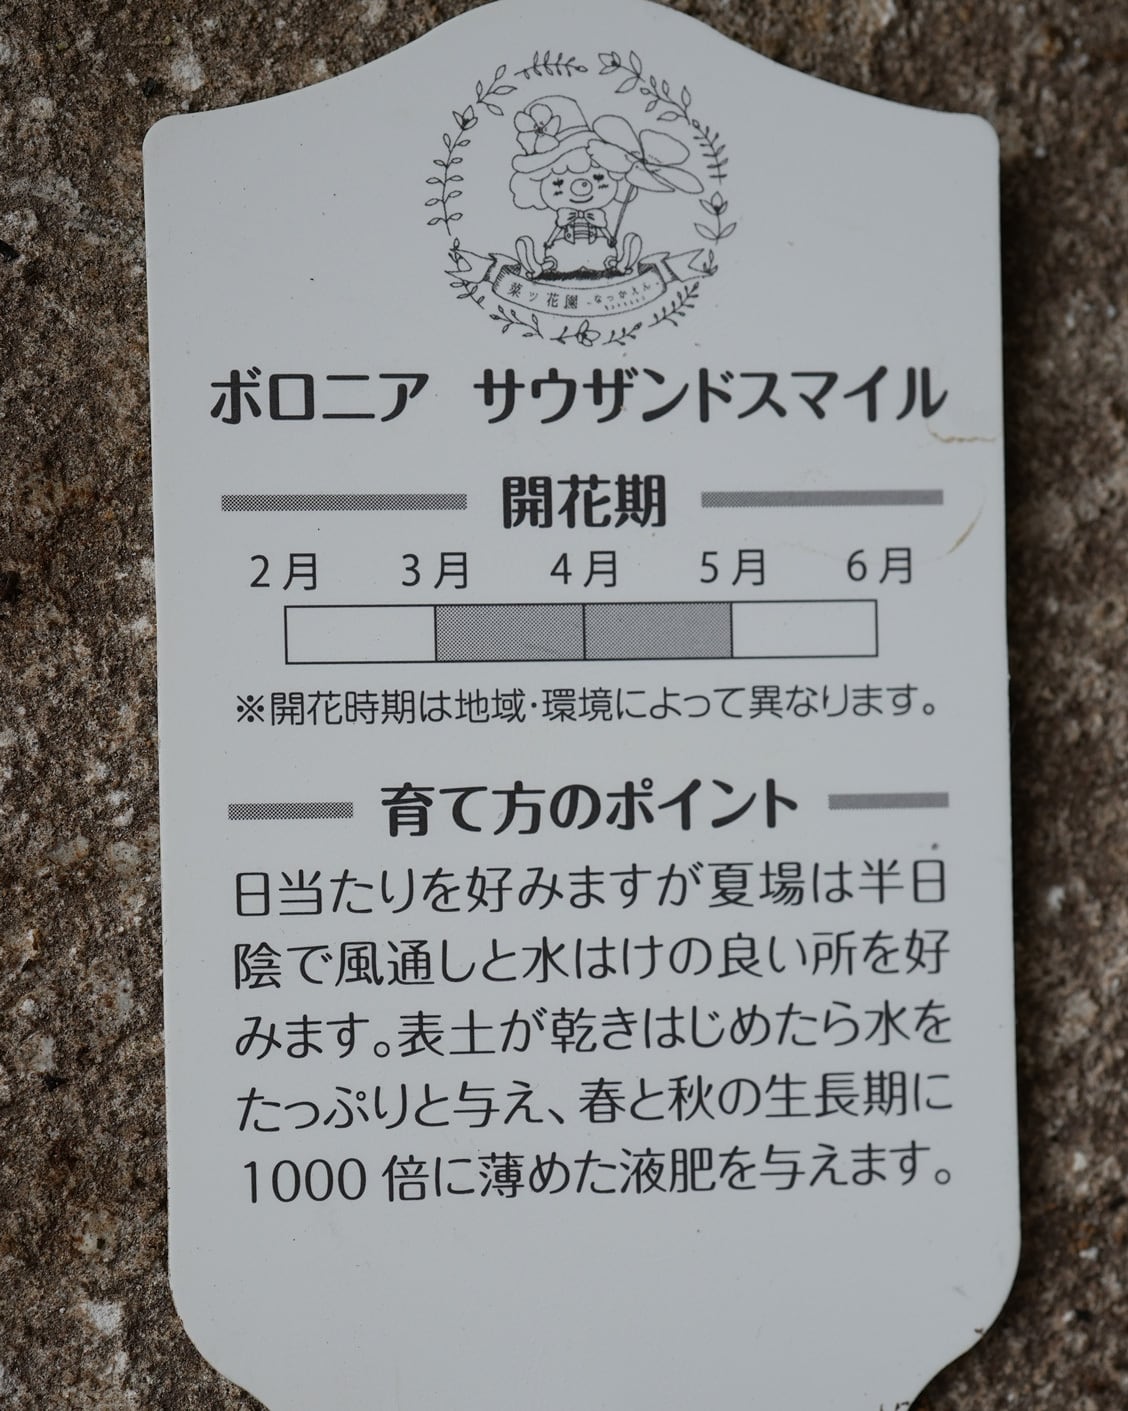 菜ッ花園 -なっかえん-
ボロニア サウザンドスマイル
開花期
2月 3月 4月 5月 6月
※開花時期は地域･環境によって異なります。
育て方のポイント
日当たりを好みますが夏場は半日
陰で風通しと水はけの良い所を好
みます。表土が乾きはじめたら水を
たっぷりと与え、春と秋の生長期に
1000倍に薄めた液肥を与えます。